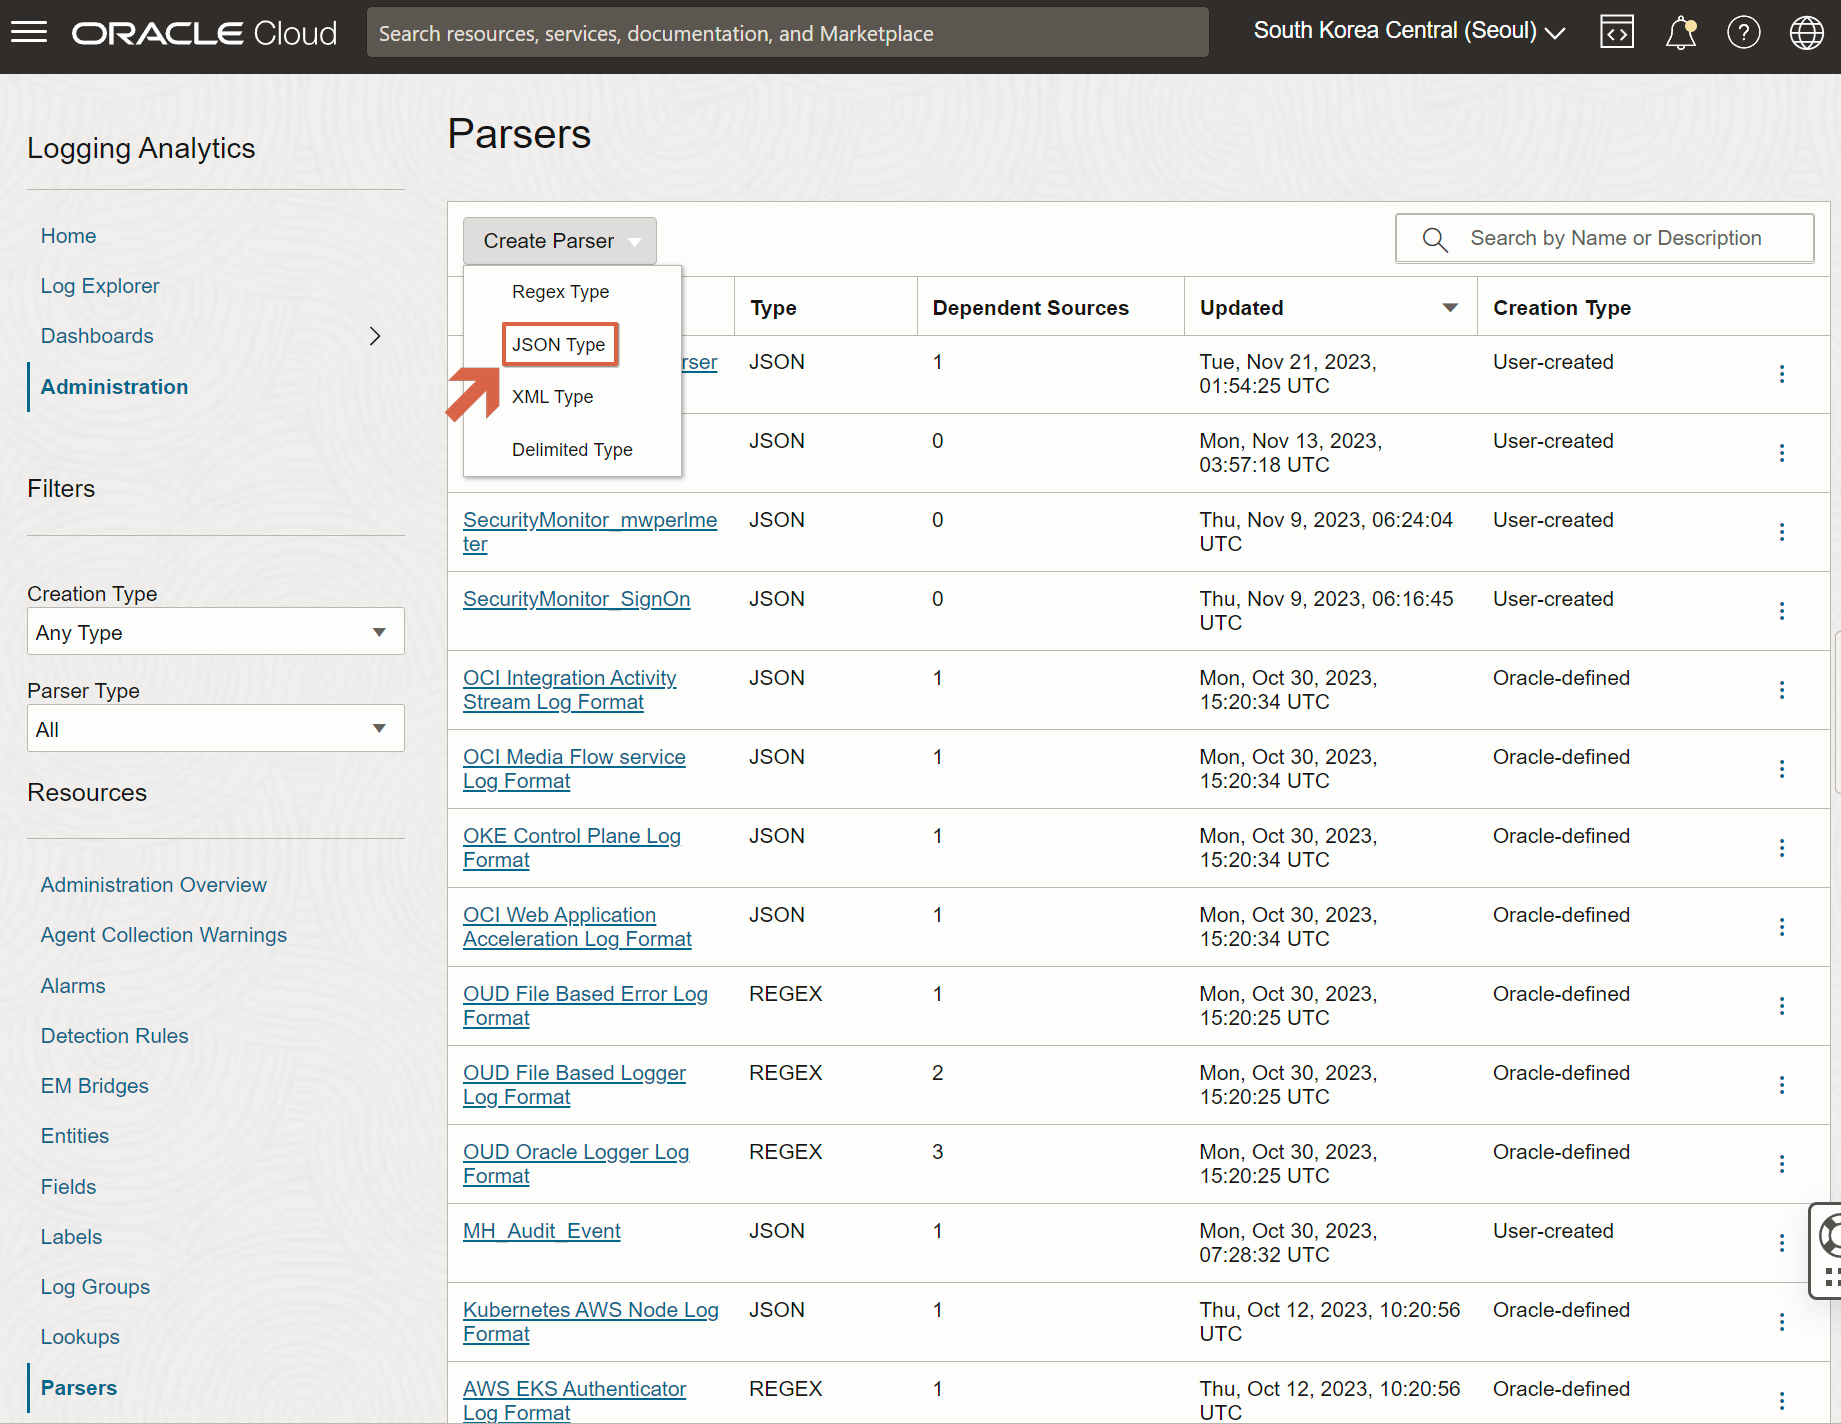 ORACLE Cloud
Search resources, services, documentation, and Marketplace
South Korea Central (Seoul)
Logging Analytics
Home
Log Explorer
Dashboards
Administration
Filters
Creation Type
Any Type
Parser Type
All
Resources
Administration Overview
Agent Collection Warnings
Alarms
Detection Rules
EM Bridges
Entities
Fields
Labels
Log Groups
Lookups
Parsers
Parsers
Create Parser
Search by Name or Description
Regex Type
JSON Type
XML Type
Delimited Type
Type
Dependent Sources
Updated
Creation Type
rser
JSON
1
Tue, Nov 21, 2023,
01:54:25 UTC
User-created
JSON
0
Mon, Nov 13, 2023,
03:57:18 UTC
User-created
SecurityMonitor_mwperlme
ter
JSON
0
Thu, Nov 9, 2023, 06:24:04
UTC
User-created
SecurityMonitor_SignOn
JSON
0
Thu, Nov 9, 2023, 06:16:45
UTC
User-created
OCI Integration Activity
Stream Log Format
JSON
1
Mon, Oct 30, 2023,
15:20:34 UTC
Oracle-defined
OCI Media Flow service
Log Format
JSON
1
Mon, Oct 30, 2023,
15:20:34 UTC
Oracle-defined
OKE Control Plane Log
Format
JSON
1
Mon, Oct 30, 2023,
15:20:34 UTC
Oracle-defined
OCI Web Application
Acceleration Log Format
JSON
1
Mon, Oct 30, 2023,
15:20:34 UTC
Oracle-defined
OUD File Based Error Log
Format
REGEX
1
Mon, Oct 30, 2023,
15:20:25 UTC
Oracle-defined
OUD File Based Logger
Log Format
REGEX
2
Mon, Oct 30, 2023,
15:20:25 UTC
Oracle-defined
OUD Oracle Logger Log
Format
REGEX
3
Mon, Oct 30, 2023,
15:20:25 UTC
Oracle-defined
MH_Audit_Event
JSON
1
Mon, Oct 30, 2023,
07:28:32 UTC
User-created
Kubernetes AWS Node Log
Format
JSON
1
Thu, Oct 12, 2023, 10:20:56
UTC
Oracle-defined
AWS EKS Authenticator
Log Format
REGEX
1
Thu, Oct 12, 2023, 10:20:56
UTC
Oracle-defined